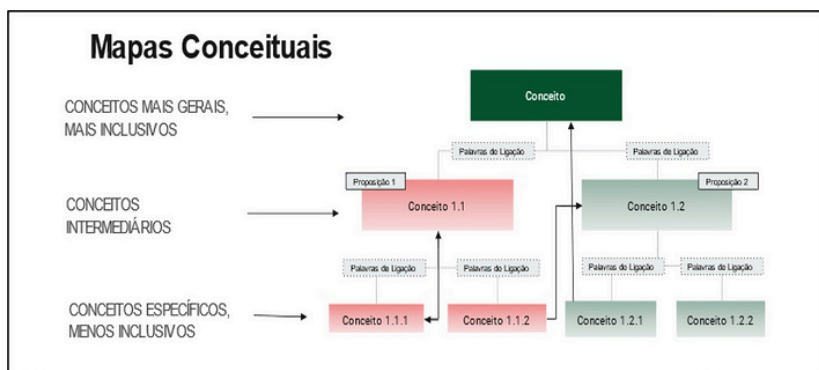 Mapas Conceituais
CONCEITOS MAIS GERAIS,
MAIS INCLUSIVOS
Conceito
Palavras de Ligação
Palavras de Ligação
Proposição 1
Proposição 2
CONCEITOS
INTERMEDIÁRIOS
Conceito 1.1
Conceito 1.2
Palavras de Ligação
Palavras de Ligação
Palavras de Ligação
Palavras de Ligação
CONCEITOS ESPECÍFICOS,
MENOS INCLUSIVOS
Conceito 1.1.1
Conceito 1.1.2
Conceito 1.2.1
Conceito 1.2.2